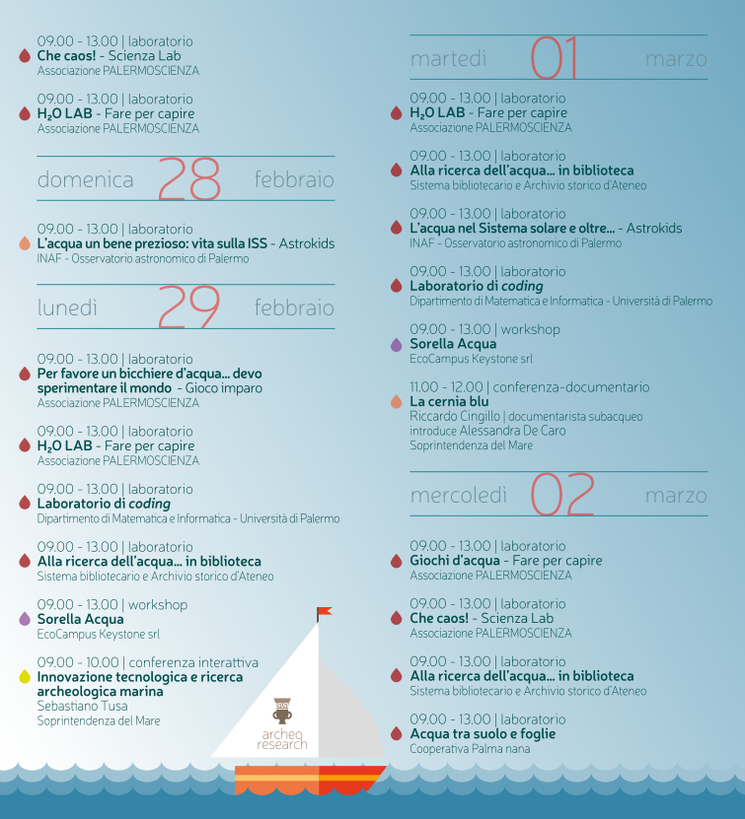 09.00 - 13.00 | laboratorio
Che caos! - Scienza Lab
Associazione PALERMOSCIENZA
09.00 - 13.00 | laboratorio
H₂O LAB - Fare per capire
Associazione PALERMOSCIENZA
domenica 28 febbraio
09.00 - 13.00 | laboratorio
L'acqua un bene prezioso: vita sulla ISS - Astrokids
INAF - Osservatorio astronomico di Palermo
lunedì 29 febbraio
09.00 - 13.00 | laboratorio
Per favore un bicchiere d'acqua... devo
sperimentare il mondo - Gioco imparo
Associazione PALERMOSCIENZA
09.00 - 13.00 | laboratorio
H₂O LAB - Fare per capire
Associazione PALERMOSCIENZA
09.00 - 13.00 | laboratorio
Laboratorio di coding
Dipartimento di Matematica e Informatica - Università di Palermo
09.00 - 13.00 | laboratorio
Alla ricerca dell'acqua... in biblioteca
Sistema bibliotecario e Archivio storico d'Ateneo
09.00 - 13.00 | workshop
Sorella Acqua
EcoCampus Keystone srl
09.00 - 10.00 | conferenza interattiva
Innovazione tecnologica e ricerca
archeologica marina
Sebastiano Tusa
Soprintendenza del Mare
archeo
research
martedì 01 marzo
09.00 - 13.00 | laboratorio
H₂O LAB - Fare per capire
Associazione PALERMOSCIENZA
09.00 - 13.00 | laboratorio
Alla ricerca dell'acqua... in biblioteca
Sistema bibliotecario e Archivio storico d'Ateneo
09.00 - 13.00 | laboratorio
L'acqua nel Sistema solare e oltre... - Astrokids
INAF - Osservatorio astronomico di Palermo
09.00 - 13.00 | laboratorio
Laboratorio di coding
Dipartimento di Matematica e Informatica - Università di Palermo
09.00 - 13.00 | workshop
Sorella Acqua
EcoCampus Keystone srl
11.00 - 12.00 | conferenza-documentario
La cernia blu
Riccardo Cingillo | documentarista subacqueo
introduce Alessandra De Caro
Soprintendenza del Mare
mercoledì 02 marzo
09.00 - 13.00 | laboratorio
Giochi d'acqua - Fare per capire
Associazione PALERMOSCIENZA
09.00 - 13.00 | laboratorio
Che caos! - Scienza Lab
Associazione PALERMOSCIENZA
09.00 - 13.00 | laboratorio
Alla ricerca dell'acqua... in biblioteca
Sistema bibliotecario e Archivio storico d'Ateneo
09.00 - 13.00 | laboratorio
Acqua tra suolo e foglie
Cooperativa Palma nana